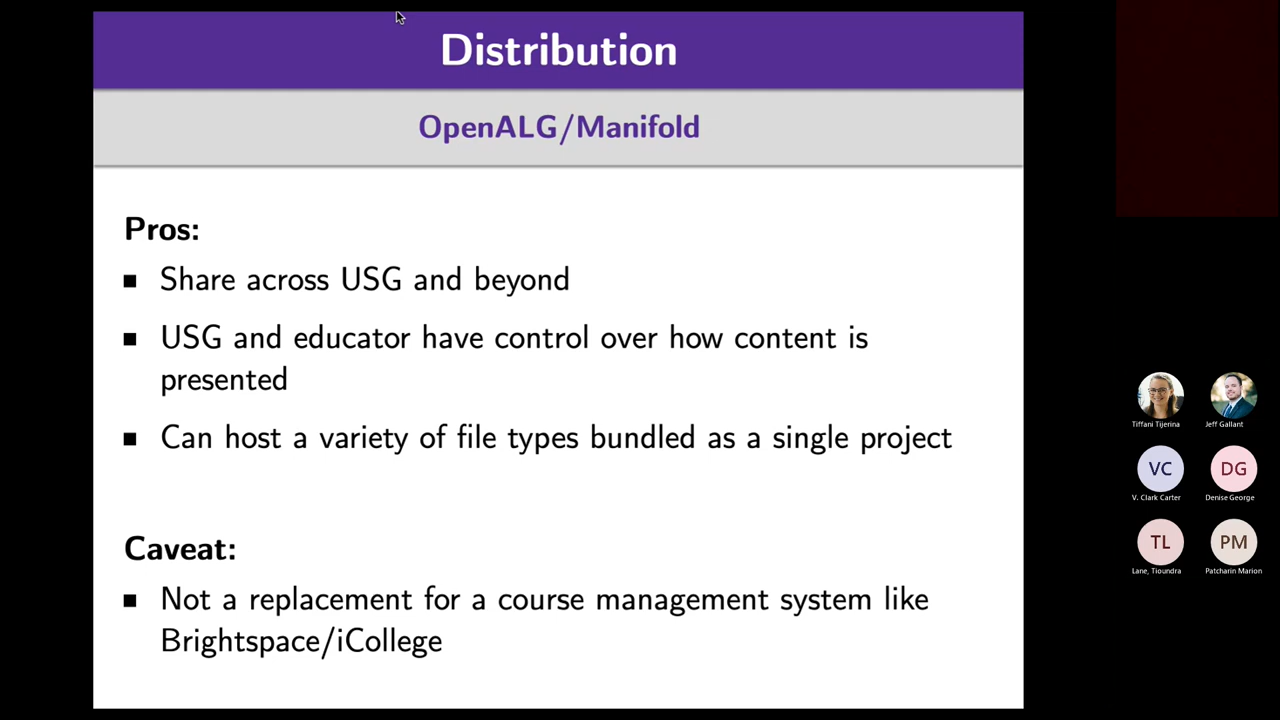 Distribution
OpenALG/Manifold
Pros:
Share across USG and beyond
USG and educator have control over how content is
presented
Can host a variety of file types bundled as a single project
Caveat:
Not a replacement for a course management system like
Brightspace/iCollege
Tiffani Tijerina
Jeff Gallant
VC
DG
V. Clark Carter
Denise George
TL
PM
Lane, Tioundra
Patcharin Marion